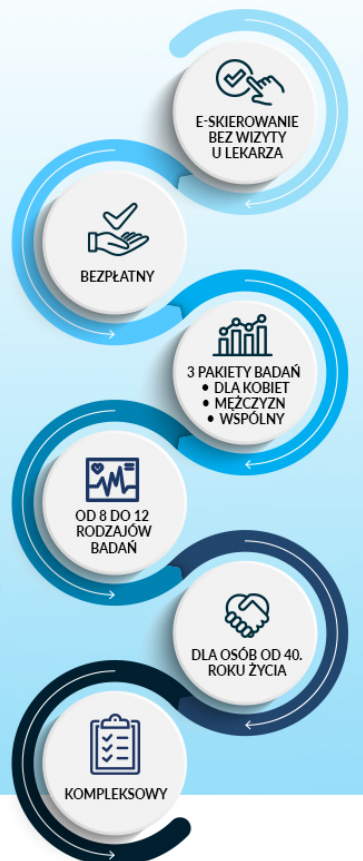 E-SKIEROWANIE
BEZ WIZYTY
U LEKARZA
BEZPŁATNY
3 PAKIETY BADAŃ
• DLA KOBIET
• MĘŻCZYZN
• WSPÓLNY
OD 8 DO 12
RODZAJÓW
BADAŃ
DLA OSÓB OD 40.
ROKU ŻYCIA
KOMPLEKSOWY